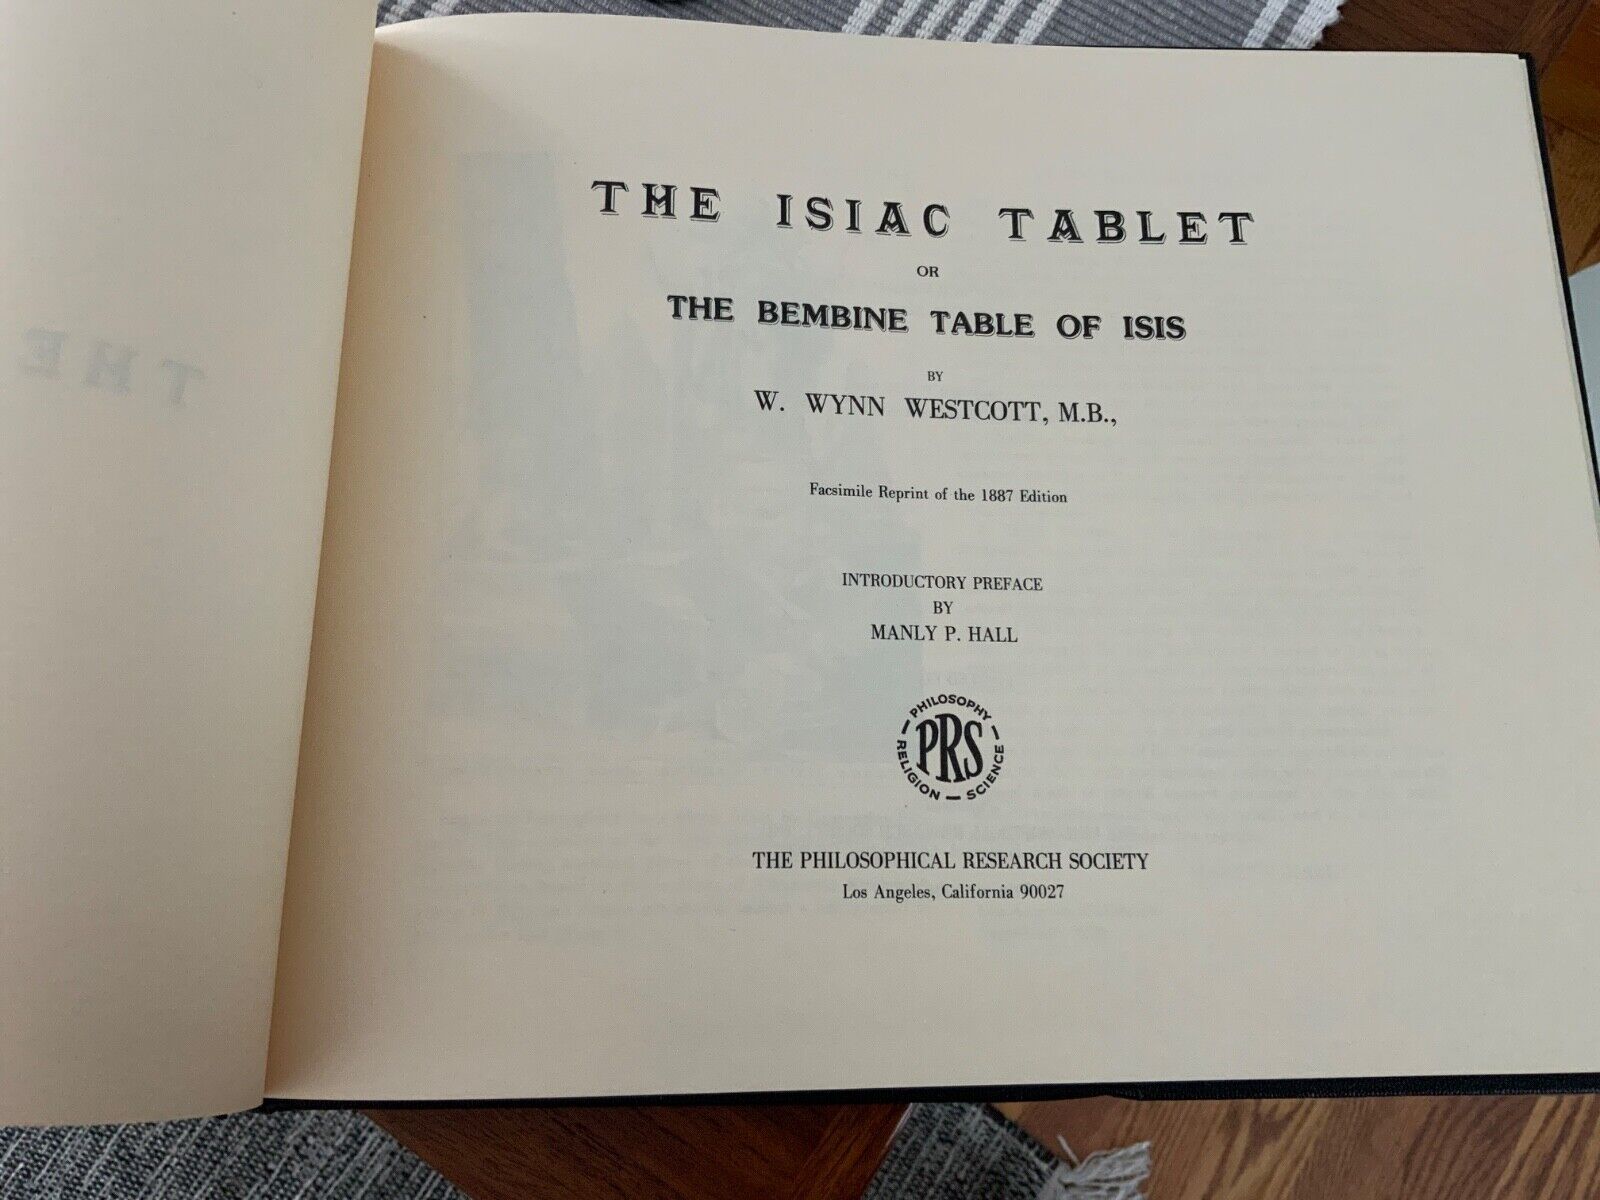 THE
THE ISIAC TABLET
OR
THE BEMBINE TABLE OF ISIS
BY
W. WYNN WESTCOTT, M.B.,
Facsimile Reprint of the 1887 Edition
INTRODUCTORY PREFACE
BY
MANLY P. HALL
PHILOSOPHY
RELIGION — SCIENCE
PRS
THE PHILOSOPHICAL RESEARCH SOCIETY
Los Angeles, California 90027